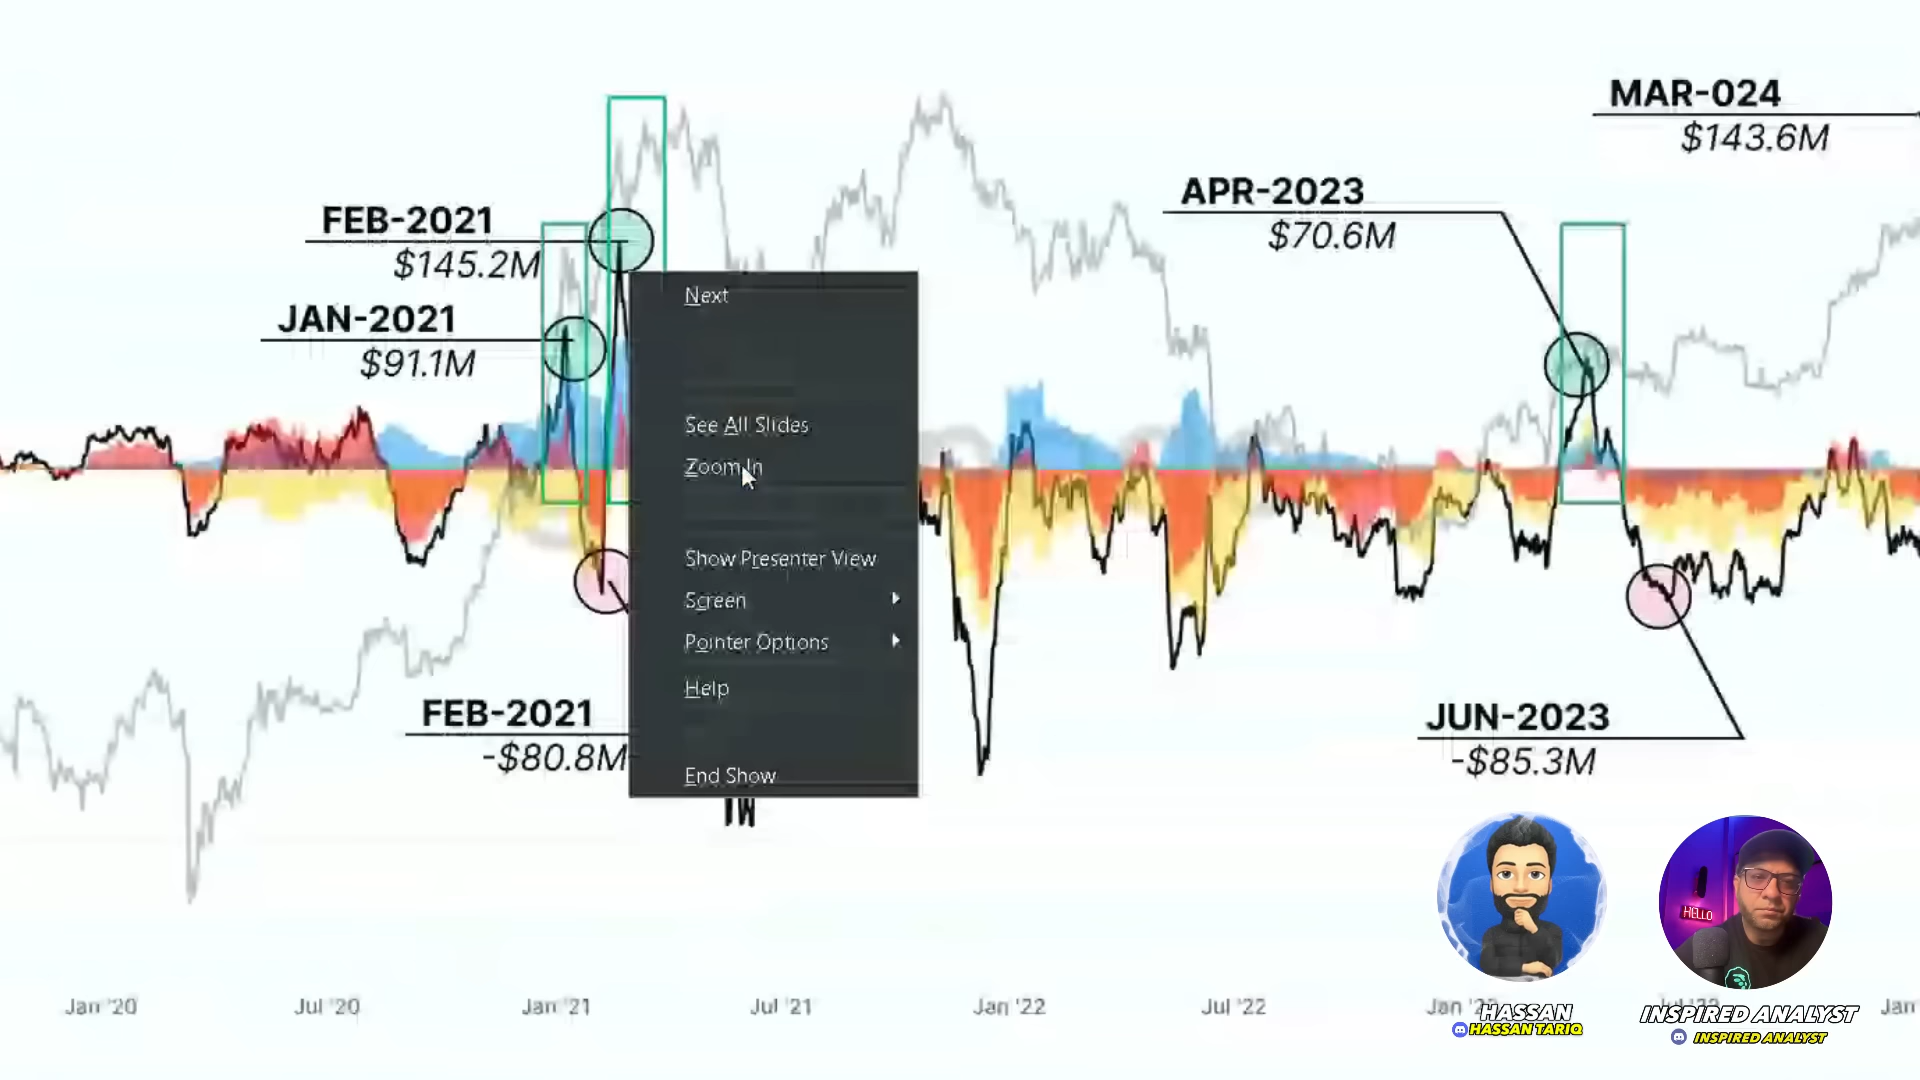 MAR-024
$143.6M
APR-2023
$70.6M
FEB-2021
$145.2M
JAN-2021
$91.1M
Next
See All Slides
Zoom In
Show Presenter View
Screen
Pointer Options
Help
End Show
FEB-2021
-$80.8M
JUN-2023
-$85.3M
HELLO
Jan '20
Jul '20
Jan '21
Jul '21
Jan '22
Jul '22
HASSAN
HASSAN TARIQ
INSPIRED ANALYST
INSPIRED ANALYST